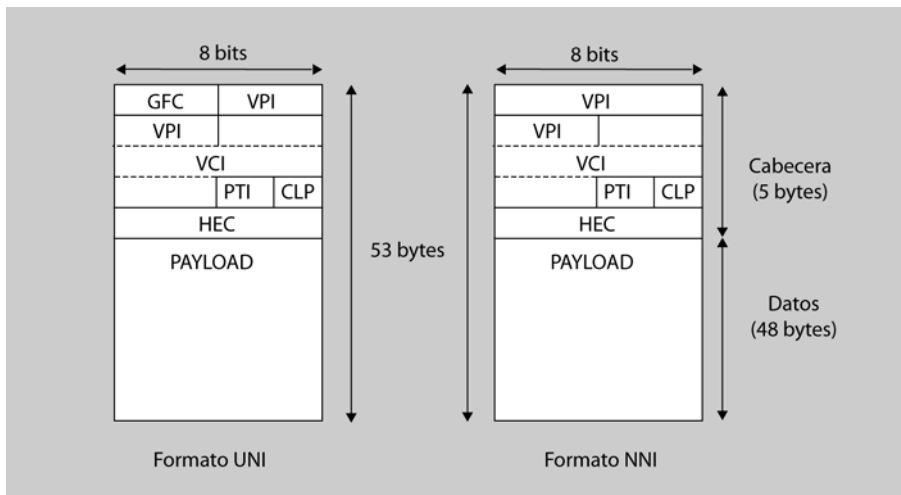 8 bits
8 bits
GFC VPI
VPI
VCI
PTI CLP
HEC
PAYLOAD
53 bytes
VPI
VPI
VCI
PTI CLP
HEC
PAYLOAD
Cabecera
(5 bytes)
Datos
(48 bytes)
Formato UNI
Formato NNI